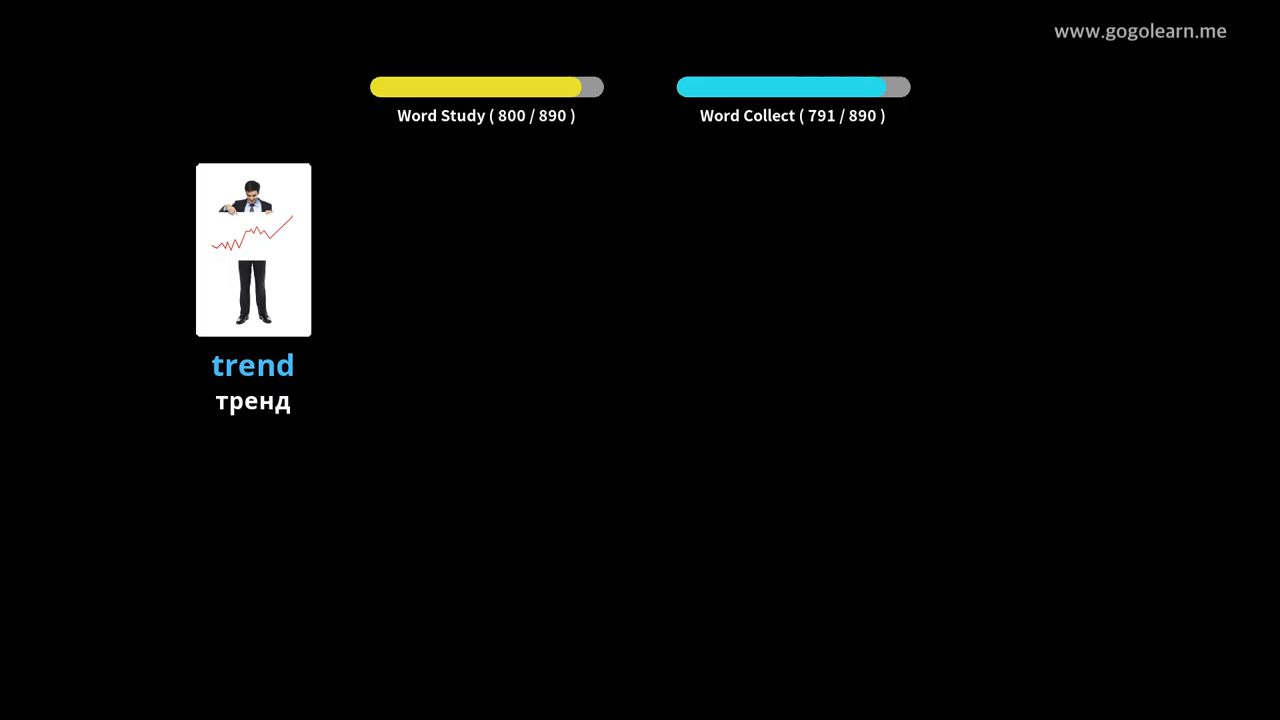 www.gogolearn.me
Word Study ( 800 / 890 )
Word Collect ( 791 / 890 )
trend
тренд